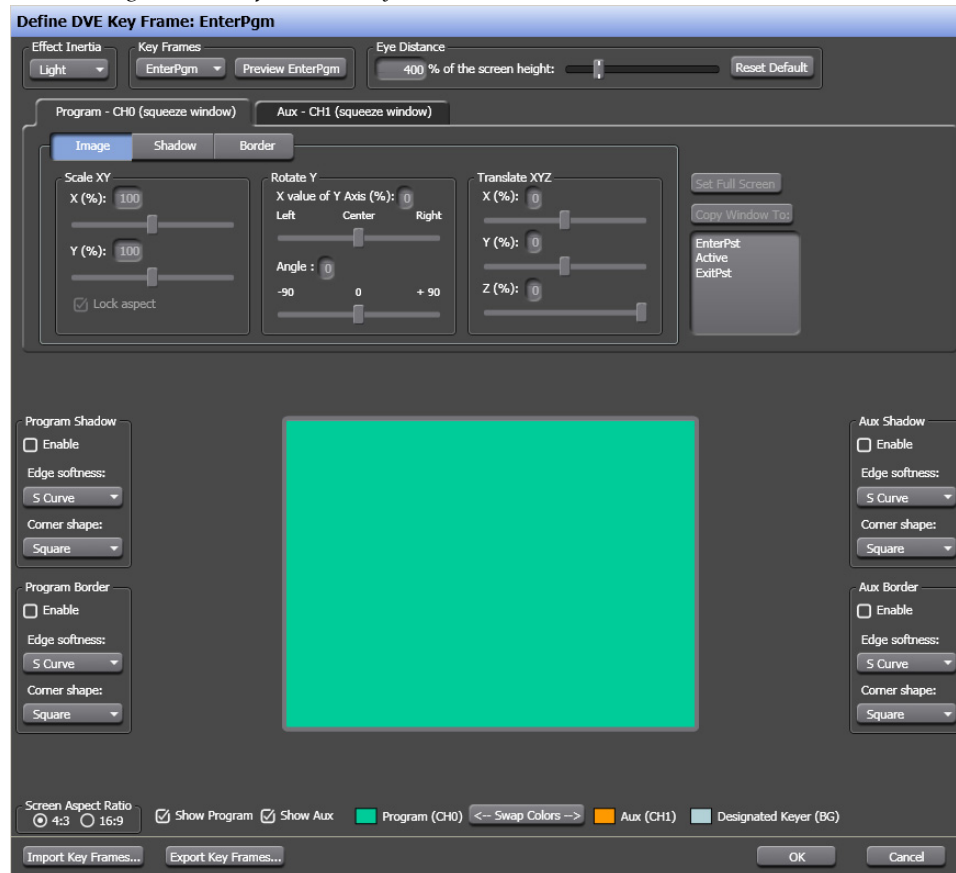 Define DVE Key Frame: EnterPgm
Effect Inertia
Light
Key Frames
EnterPgm
Preview EnterPgm
Eye Distance
400 % of the screen height:
Reset Default
Program - CH0 (squeeze window)
Aux - CH1 (squeeze window)
Image
Shadow
Border
Scale XY
X (%): 100
Y (%): 100
Lock aspect
Rotate Y
X value of Y Axis (%): 0
Left Center Right
Angle : 0
-90 0 + 90
Translate XYZ
X (%): 0
Y (%): 0
Z (%): 0
Set Full Screen
Copy Window To:
EnterPst
Active
ExitPst
Program Shadow
Enable
Edge softness:
S Curve
Corner shape:
Square
Program Border
Enable
Edge softness:
S Curve
Corner shape:
Square
Aux Shadow
Enable
Edge softness:
S Curve
Corner shape:
Square
Aux Border
Enable
Edge softness:
S Curve
Corner shape:
Square
Screen Aspect Ratio
4:3 16:9
Show Program
Show Aux
Program (CH0)
<-- Swap Colors -->
Aux (CH1)
Designated Keyer (BG)
Import Key Frames...
Export Key Frames...
OK
Cancel